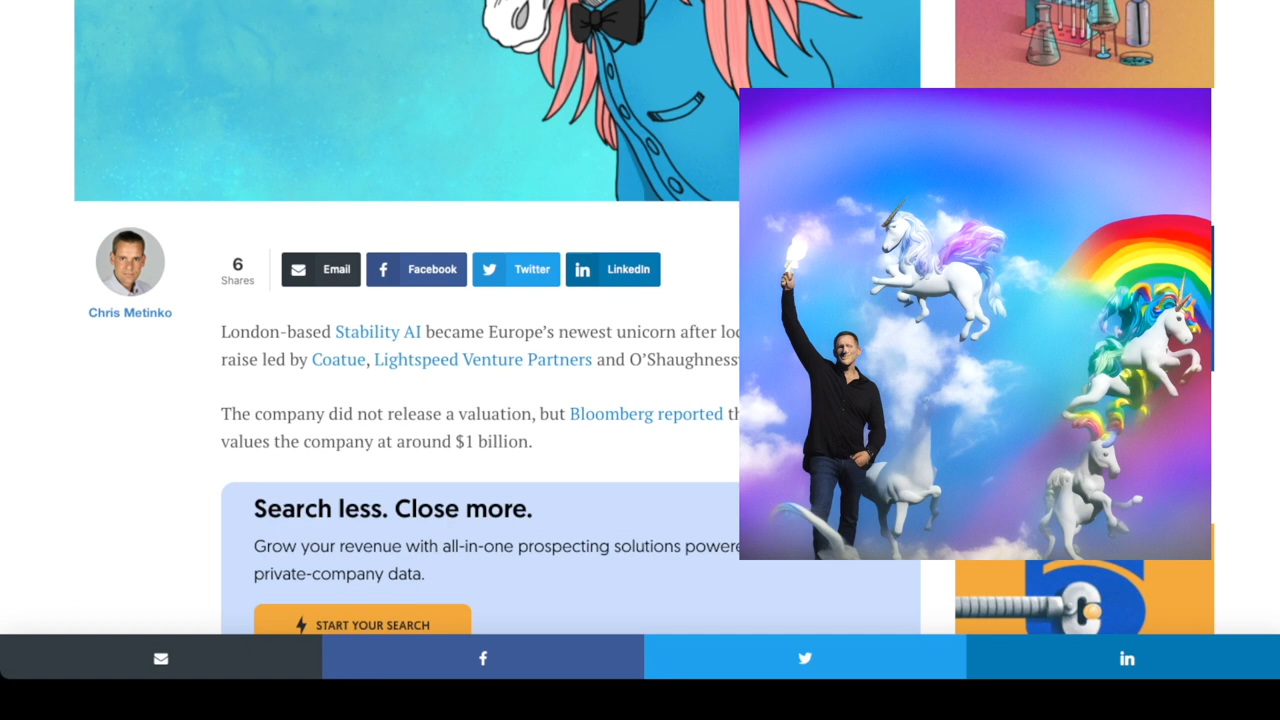 6
Shares
Email
Facebook
Twitter
LinkedIn
Chris Metinko
London-based Stability AI became Europe's newest unicorn after
raise led by Coatue, Lightspeed Venture Partners and
The company did not release a valuation, but Bloomberg reported
values the company at around $1 billion.
Search less. Close more.
Grow your revenue with all-in-one prospecting solutions
private-company data.
START YOUR SEARCH